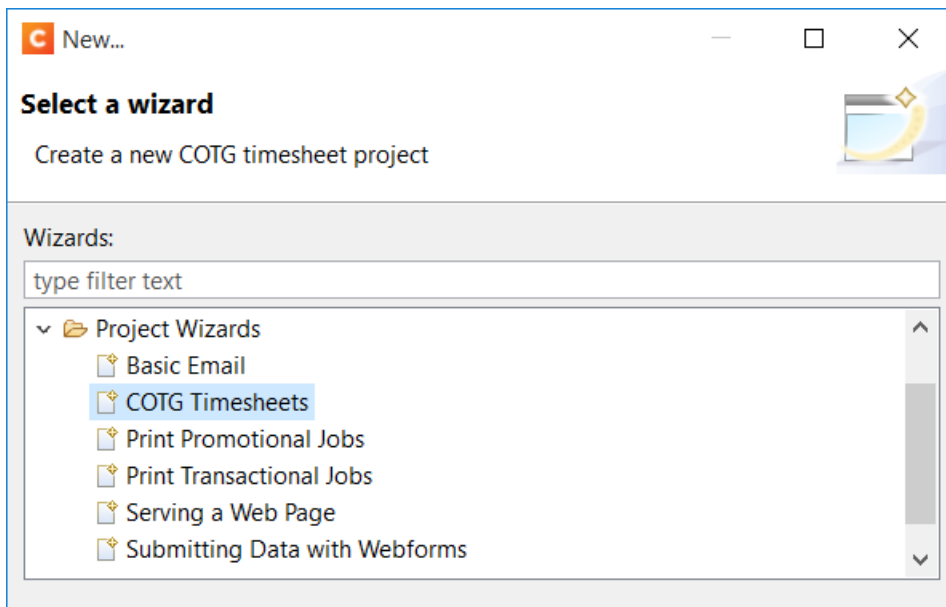 C New...
Select a wizard
Create a new COTG timesheet project
Wizards:
type filter text
Project Wizards
Basic Email
COTG Timesheets
Print Promotional Jobs
Print Transactional Jobs
Serving a Web Page
Submitting Data with Webforms